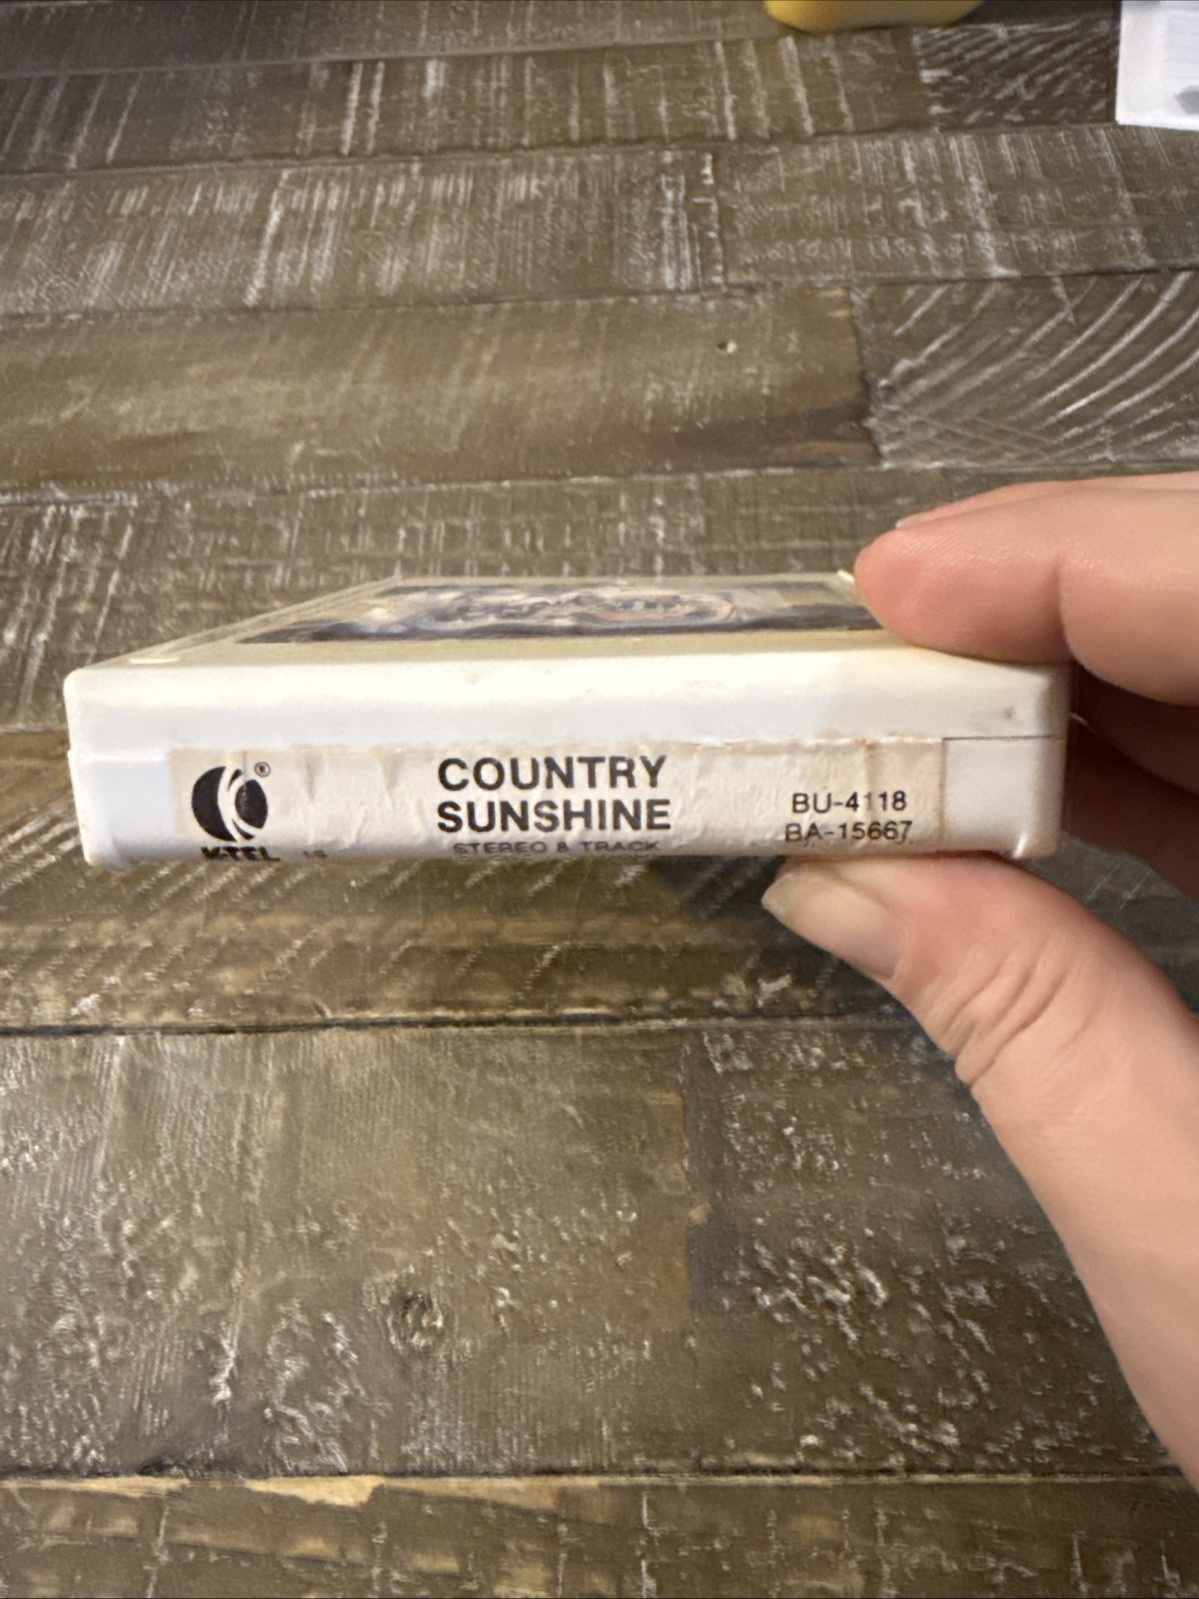 K
®
K-TEL
COUNTRY
SUNSHINE
STEREO 8 TRACK
BU-4118
BA-15667